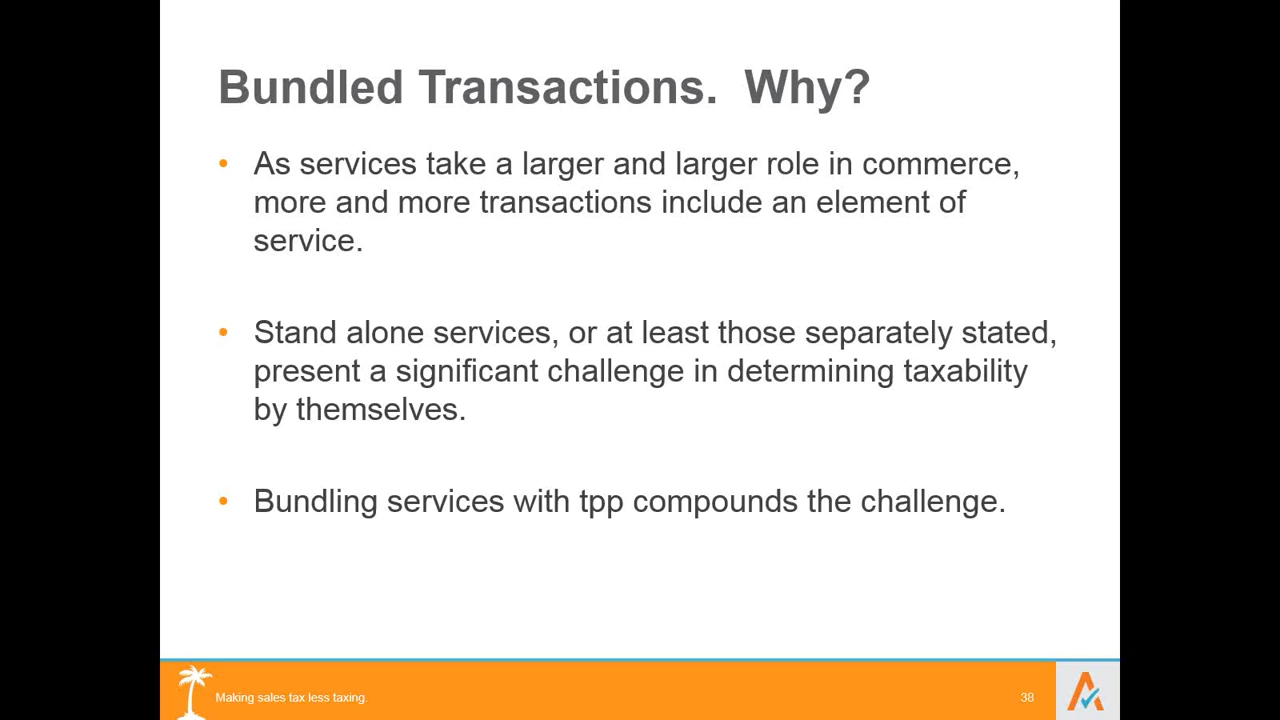 Bundled Transactions.  Why?
• As services take a larger and larger role in commerce,
more and more transactions include an element of
service.
• Stand alone services, or at least those separately stated,
present a significant challenge in determining taxability
by themselves.
• Bundling services with tpp compounds the challenge.
Making sales tax less taxing.
38